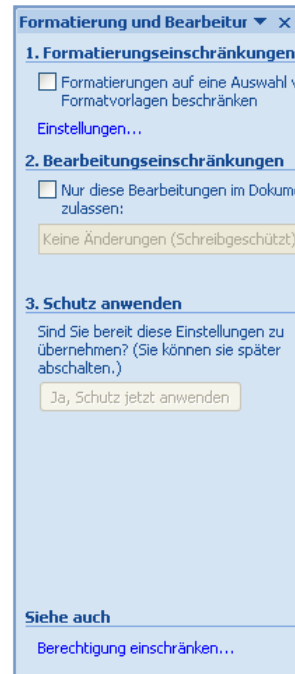 Formatierung und Bearbeitur
1. Formatierungseinschränkungen
Formatierungen auf eine Auswahl
Formatvorlagen beschränken
Einstellungen...
2. Bearbeitungseinschränkungen
Nur diese Bearbeitungen im Dokume
zulassen:
Keine Änderungen (Schreibgeschützt)
3. Schutz anwenden
Sind Sie bereit diese Einstellungen zu
übernehmen? (Sie können sie später
abschalten.)
Ja, Schutz jetzt anwenden
Siehe auch
Berechtigung einschränken...